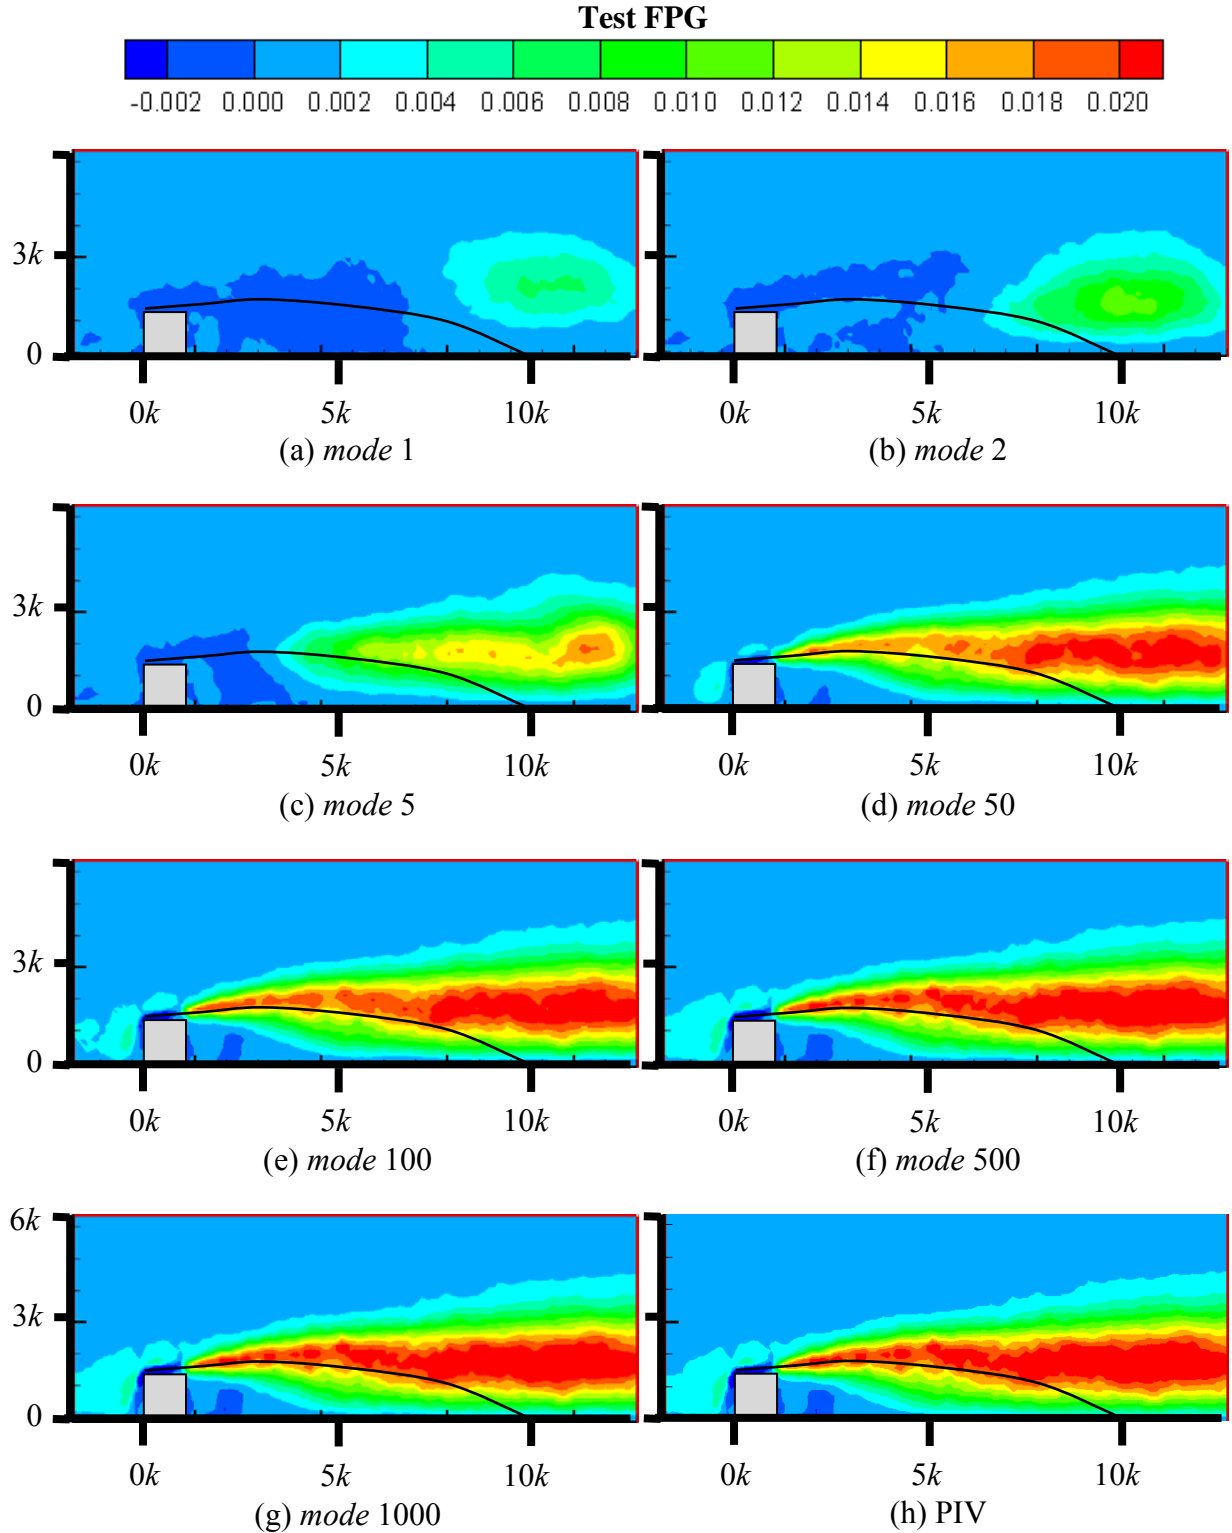 Test FPG
-0.002 0.000 0.002 0.004 0.006 0.008 0.010 0.012 0.014 0.016 0.018 0.020
3k
0
0k 5k 10k 0k 5k 10k
(a) mode 1 (b) mode 2
3k
0
0k 5k 10k 0k 5k 10k
(c) mode 5 (d) mode 50
3k
0
0k 5k 10k 0k 5k 10k
(e) mode 100 (f) mode 500
6k
3k
0
0k 5k 10k 0k 5k 10k
(g) mode 1000 (h) PIV